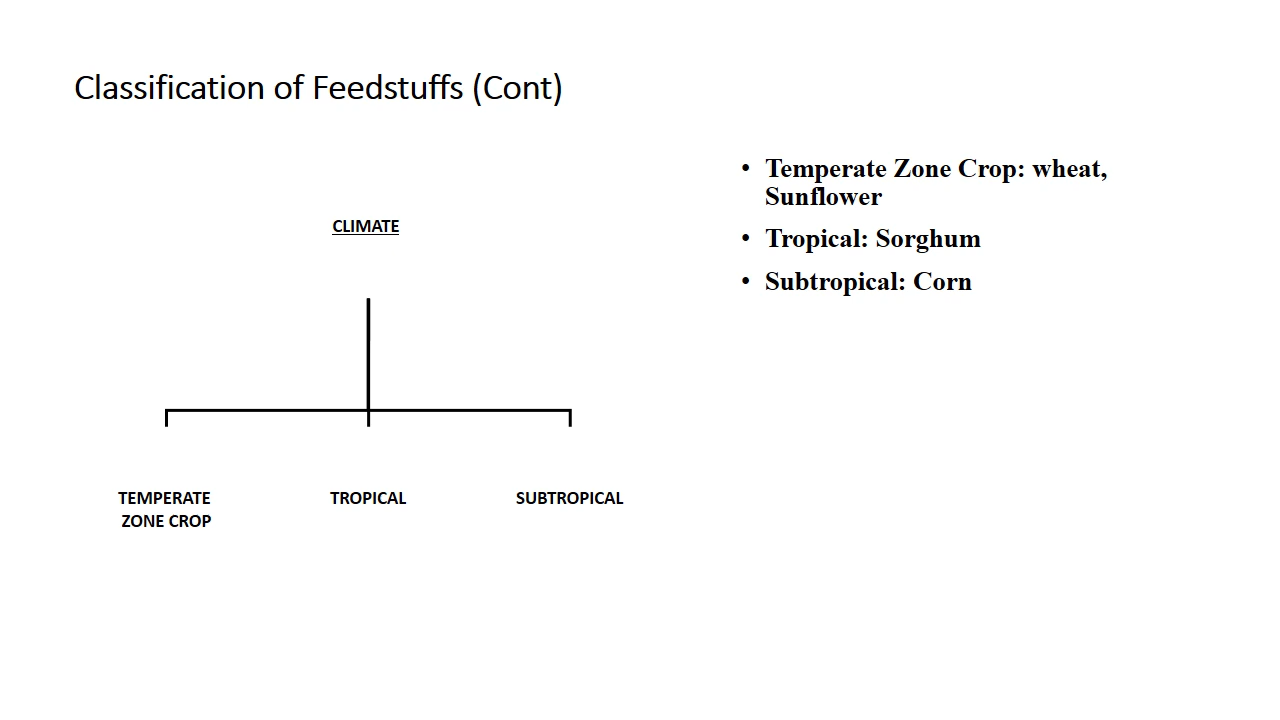 Classification of Feedstuffs (Cont)
CLIMATE
TEMPERATE
ZONE CROP
TROPICAL
SUBTROPICAL
• Temperate Zone Crop: wheat,
Sunflower
• Tropical: Sorghum
• Subtropical: Corn